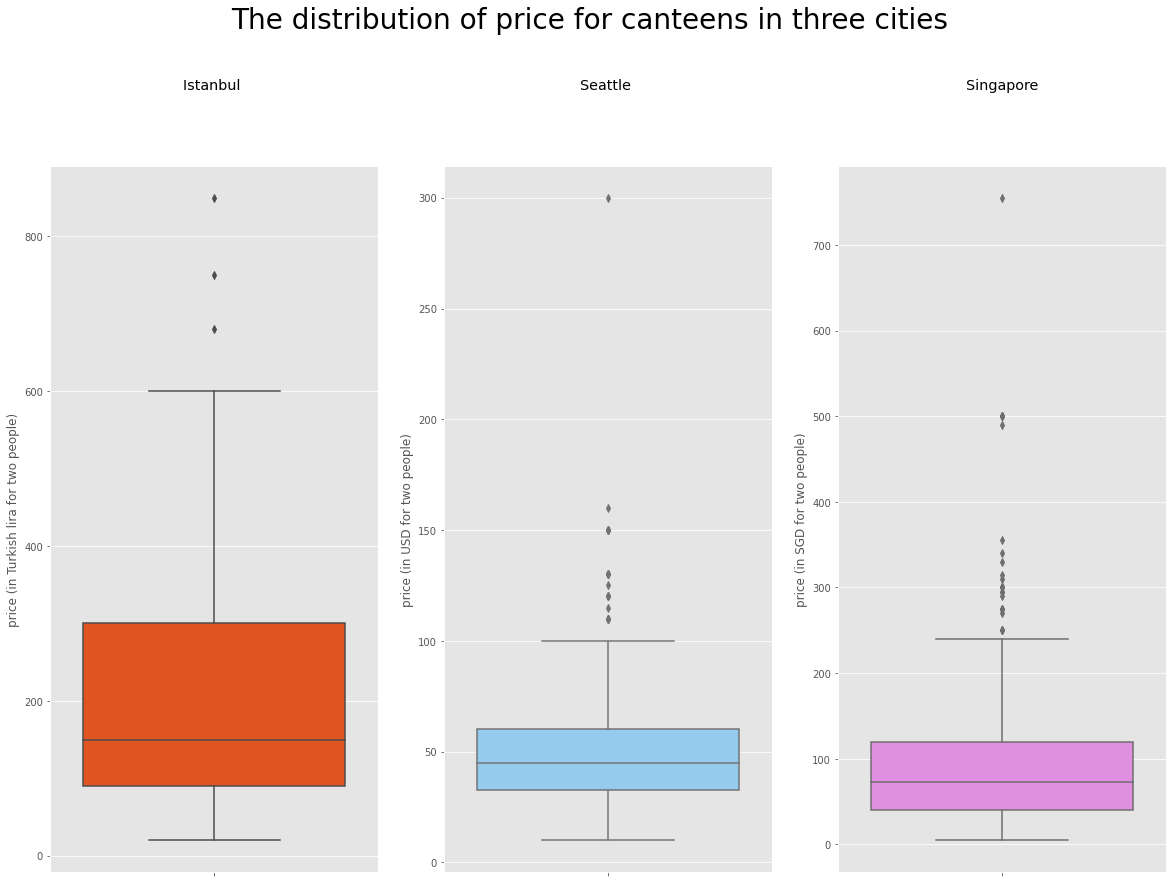 The distribution of price for canteens in three cities
Istanbul
Seattle
Singapore
price (in Turkish lira for two people)
800
600
400
200
0
price (in USD for two people)
300
250
200
150
100
50
0
price (in SGD for two people)
700
600
500
400
300
200
100
0